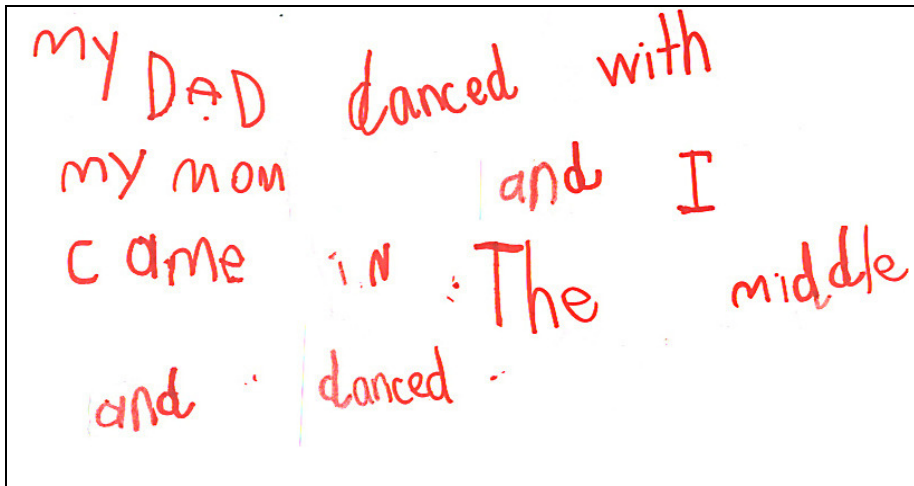 my DAD danced with
my mom and I
came in The middle
and danced.